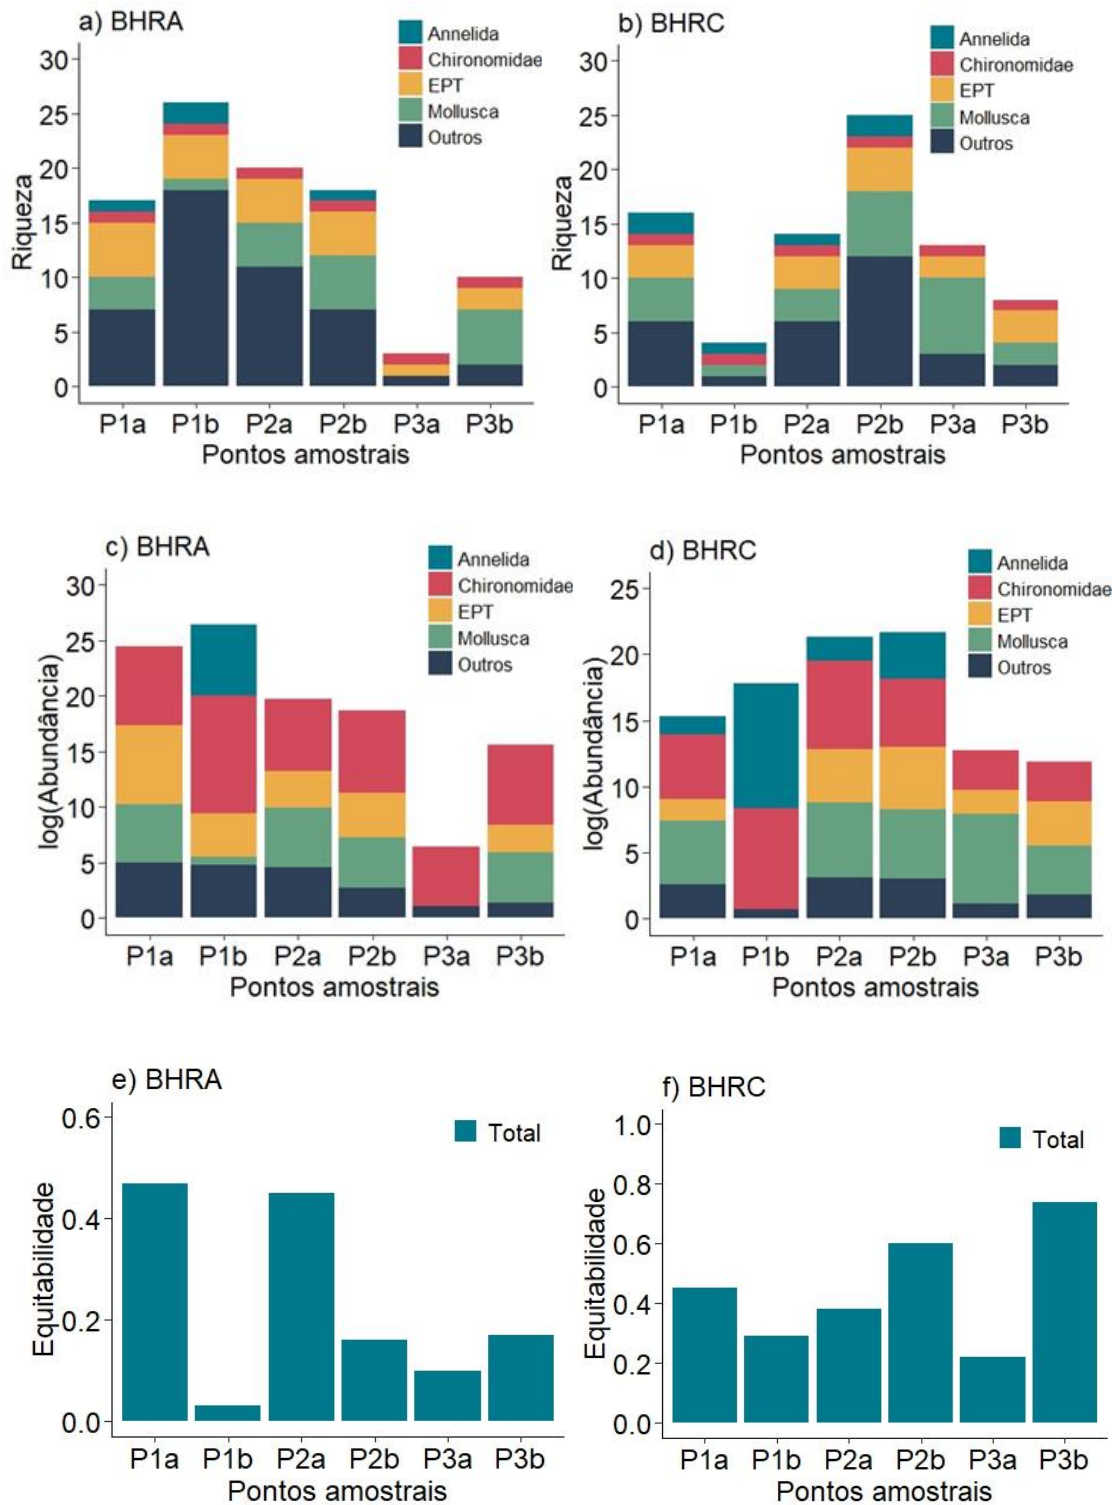 a) BHRA
Annelida
Chironomidae
EPT
Mollusca
Outros
30
25
20
15
10
5
0
Riqueza
P1a P1b P2a P2b P3a P3b
Pontos amostrais
b) BHRC
Annelida
Chironomidae
EPT
Mollusca
Outros
30
25
20
15
10
5
0
Riqueza
P1a P1b P2a P2b P3a P3b
Pontos amostrais
c) BHRA
Annelida
Chironomidae
EPT
Mollusca
Outros
30
25
20
15
10
5
0
log(Abundância)
P1a P1b P2a P2b P3a P3b
Pontos amostrais
d) BHRC
Annelida
Chironomidae
EPT
Mollusca
Outros
25
20
15
10
5
0
log(Abundância)
P1a P1b P2a P2b P3a P3b
Pontos amostrais
e) BHRA
Total
0.6
0.4
0.2
0.0
Equitabilidade
P1a P1b P2a P2b P3a P3b
Pontos amostrais
f) BHRC
Total
1.0
0.8
0.6
0.4
0.2
0.0
Equitabilidade
P1a P1b P2a P2b P3a P3b
Pontos amostrais